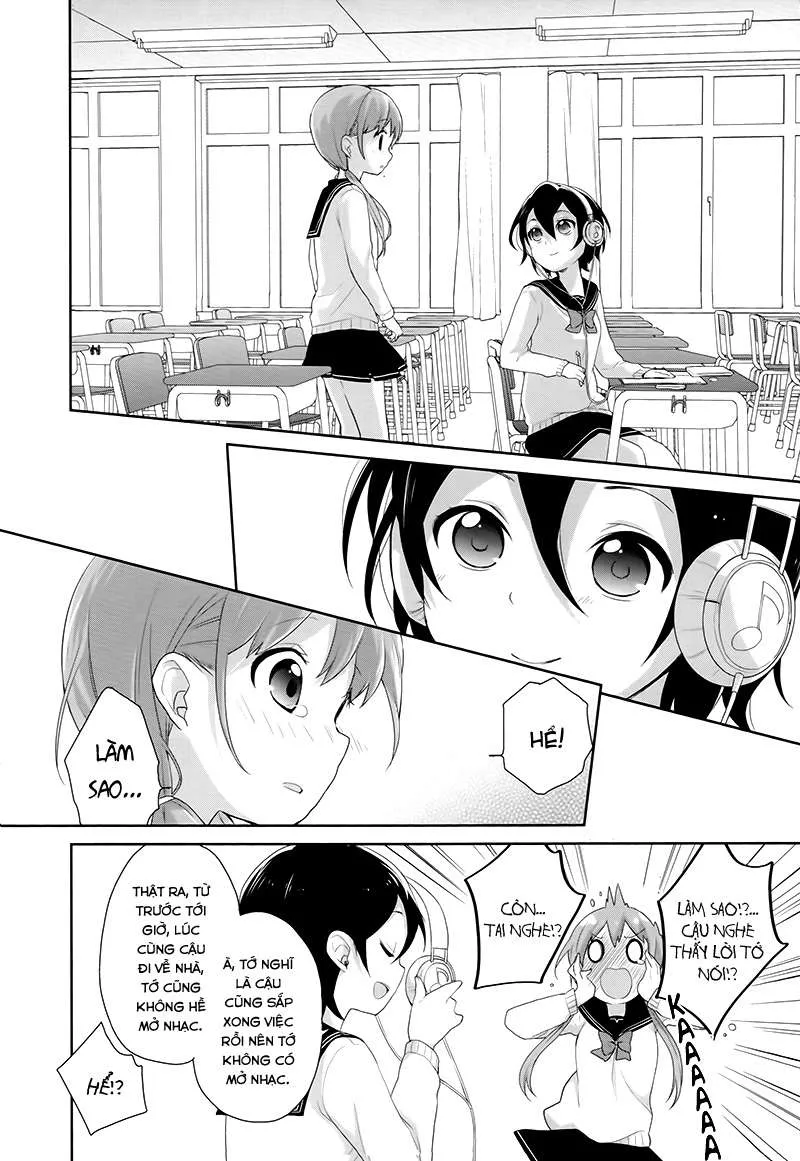 HỂ!
LÀM
SAO...
LÀM SAO!?...
CẬU NGHE
THẤY LỜI TỚ
NÓI!?
CÒN...
TAI NGHE!?
KAAAAAA
À, TỚ NGHĨ
LÀ CẬU
CŨNG SẮP
XONG VIỆC
RỒI NÊN TỚ
KHÔNG CÓ
MỞ NHẠC.
THẬT RA, TỪ
TRƯỚC TỚI
GIỜ, LÚC
CÙNG CẬU
ĐI VỀ NHÀ,
TỚ CŨNG
KHÔNG HỀ
MỞ NHẠC.
HỂ!?